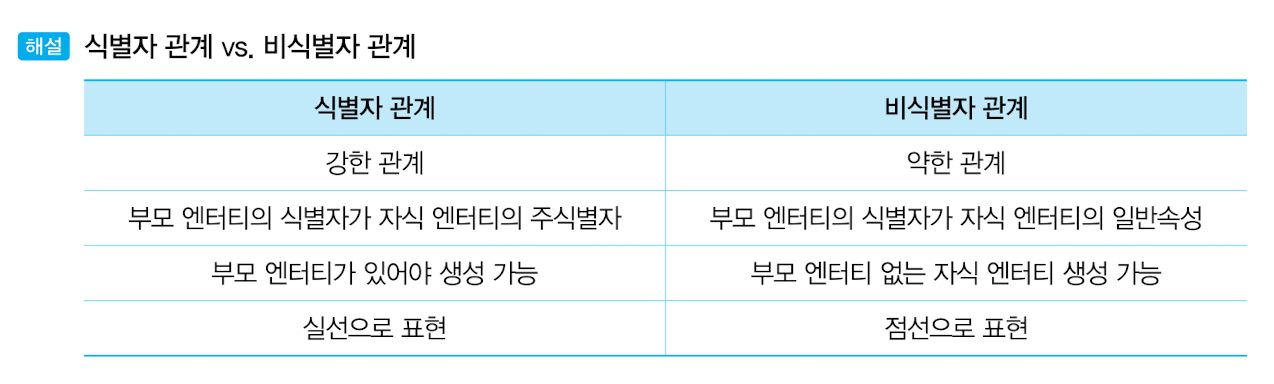 해설 식별자 관계 vs. 비식별자 관계
식별자 관계 비식별자 관계
강한 관계 약한 관계
부모 엔터티의 식별자가 자식 엔터티의 주식별자 부모 엔터티의 식별자가 자식 엔터티의 일반속성
부모 엔터티가 있어야 생성 가능 부모 엔터티 없는 자식 엔터티 생성 가능
실선으로 표현 점선으로 표현